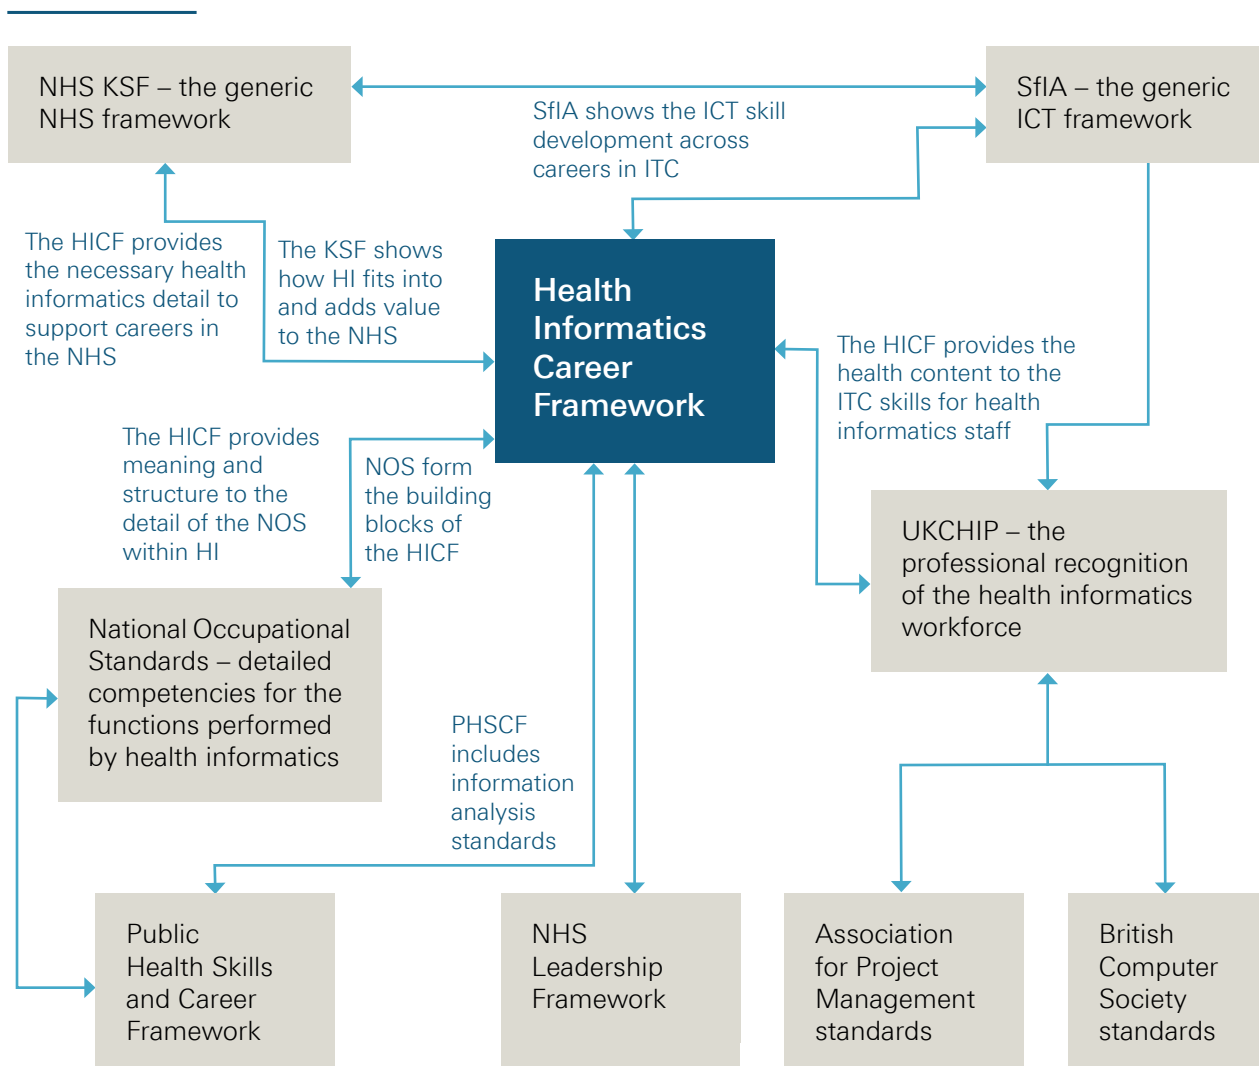 NHS KSF – the generic
NHS framework
SfIA – the generic
ICT framework
SfIA shows the ICT skill
development across
careers in ITC
The HICF provides
the necessary health
informatics detail to
support careers in
the NHS
The KSF shows
how HI fits into
and adds value
to the NHS
Health
Informatics
Career
Framework
The HICF provides the
health content to the
ITC skills for health
informatics staff
The HICF provides
meaning and
structure to the
detail of the NOS
within HI
NOS form
the building
blocks of
the HICF
UKCHIP – the
professional recognition
of the health informatics
workforce
National Occupational
Standards – detailed
competencies for the
functions performed
by health informatics
PHSCF
includes
information
analysis
standards
Public
Health Skills
and Career
Framework
NHS
Leadership
Framework
Association
for Project
Management
standards
British
Computer
Society
standards